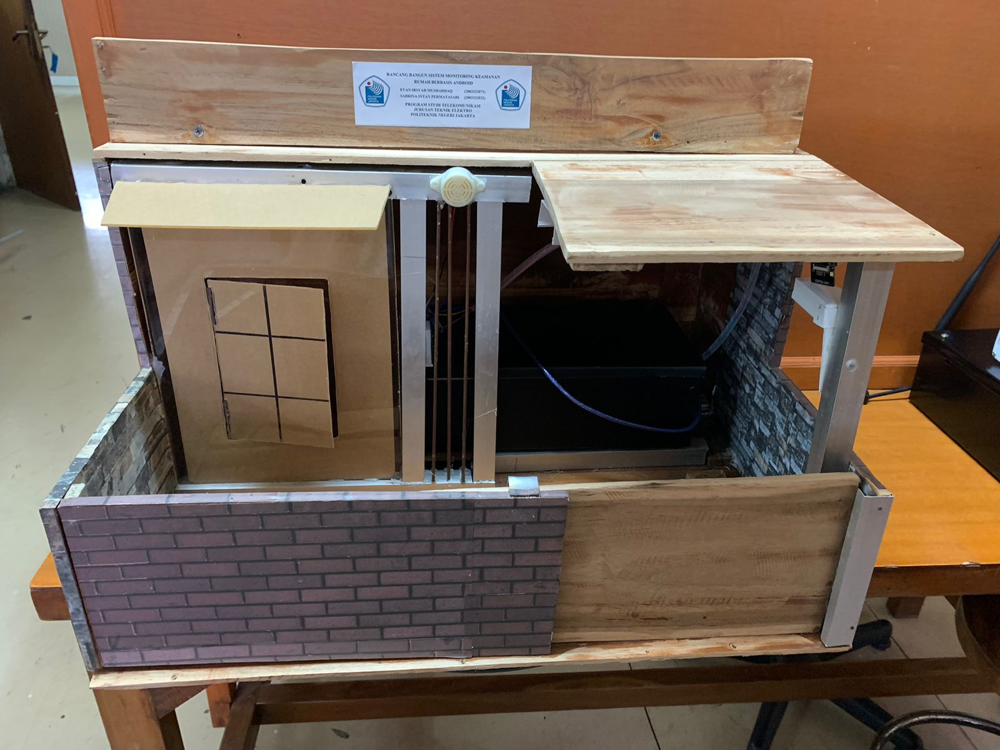 RANCANG BANGUN SISTEM MONITORING KEAMANAN
RUMAH BERBASIS ANDROID
EVAN IRSYAD MUSHADDAQ (2003332071)
SABRINA INTAN PERMATASARI (2003332032)
PROGRAM STUDI TELEKOMUNIKASI
JURUSAN TEKNIK ELEKTRO
POLITEKNIK NEGERI JAKARTA
POLITEKNIK
NEGERI
JAKARTA
POLITEKNIK
NEGERI
JAKARTA
ESP32-CAM